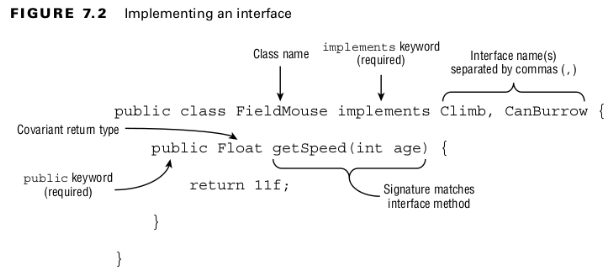 FIGURE 7.2 Implementing an interface
Class name
implements keyword
(required)
Interface name(s)
separated by commas (,)
public class FieldMouse implements Climb, CanBurrow {
Covariant return type
public Float getSpeed(int age) {
public keyword
(required)
return 11f;
Signature matches
interface method
}
}